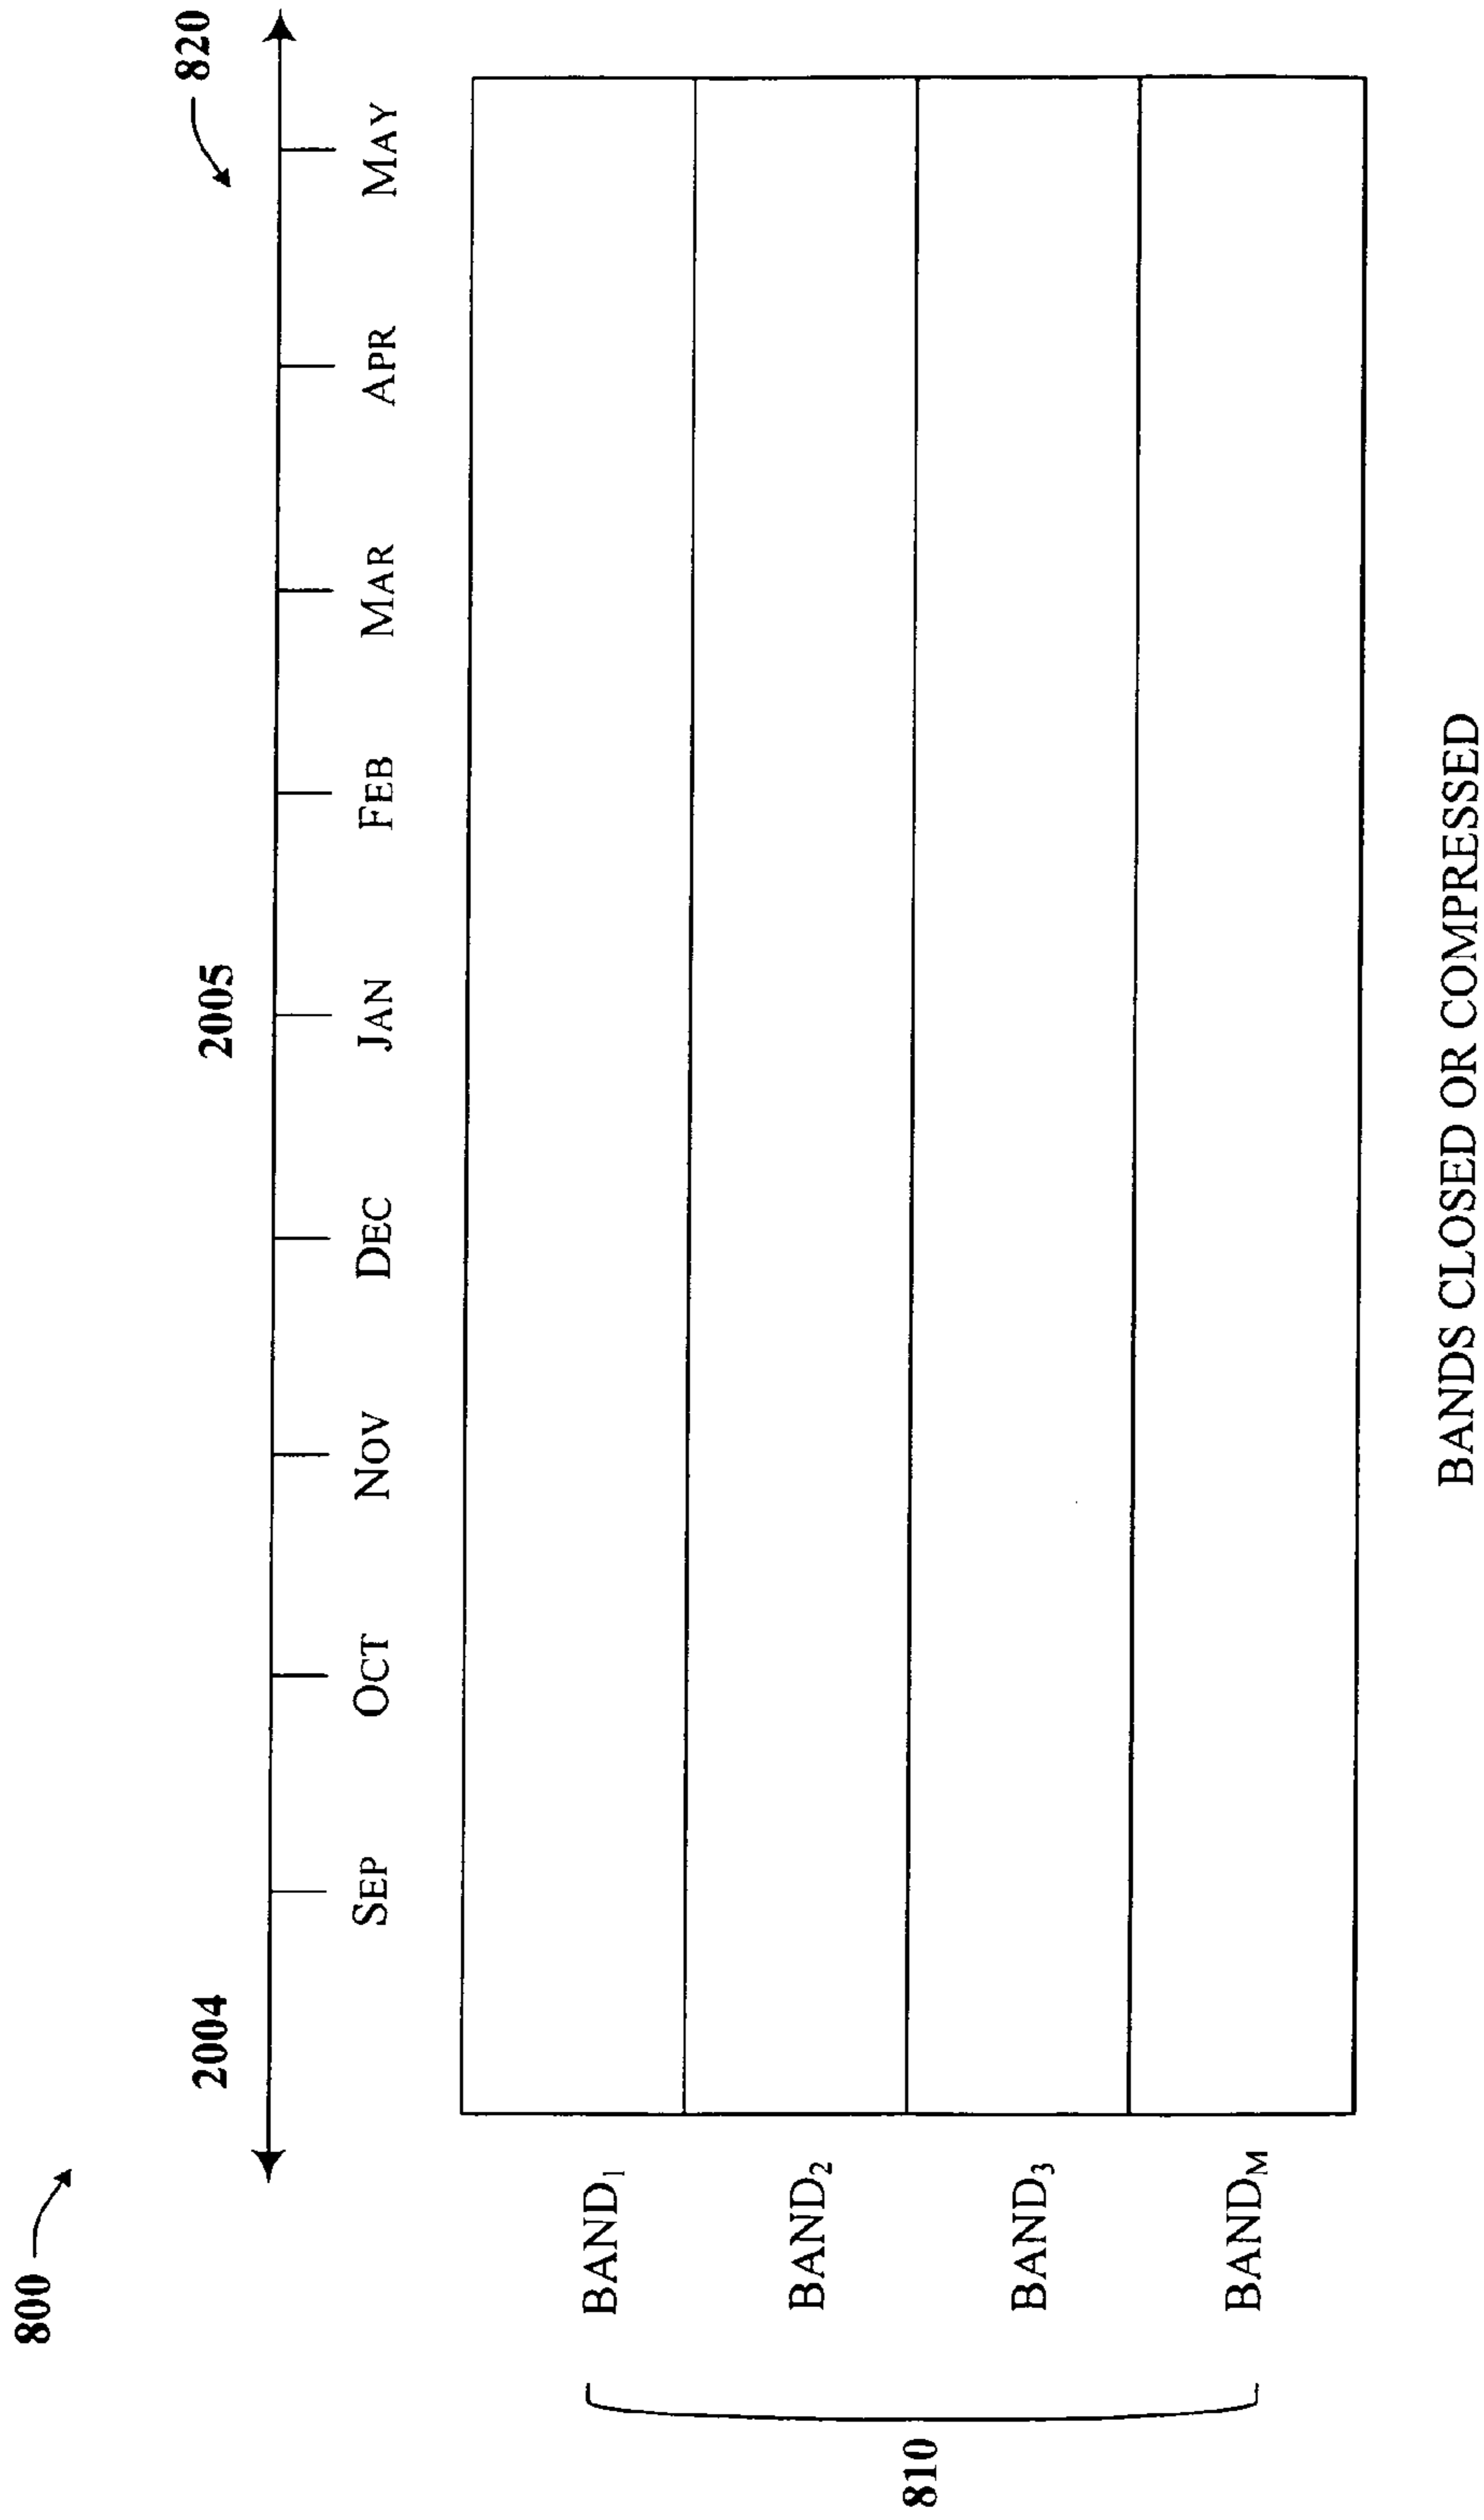 800
2004
2005
820
SEP OCT NOV DEC JAN FEB MAR APR MAY
BAND1
BAND2
BAND3
BANDM
810
BANDS CLOSED OR COMPRESSED